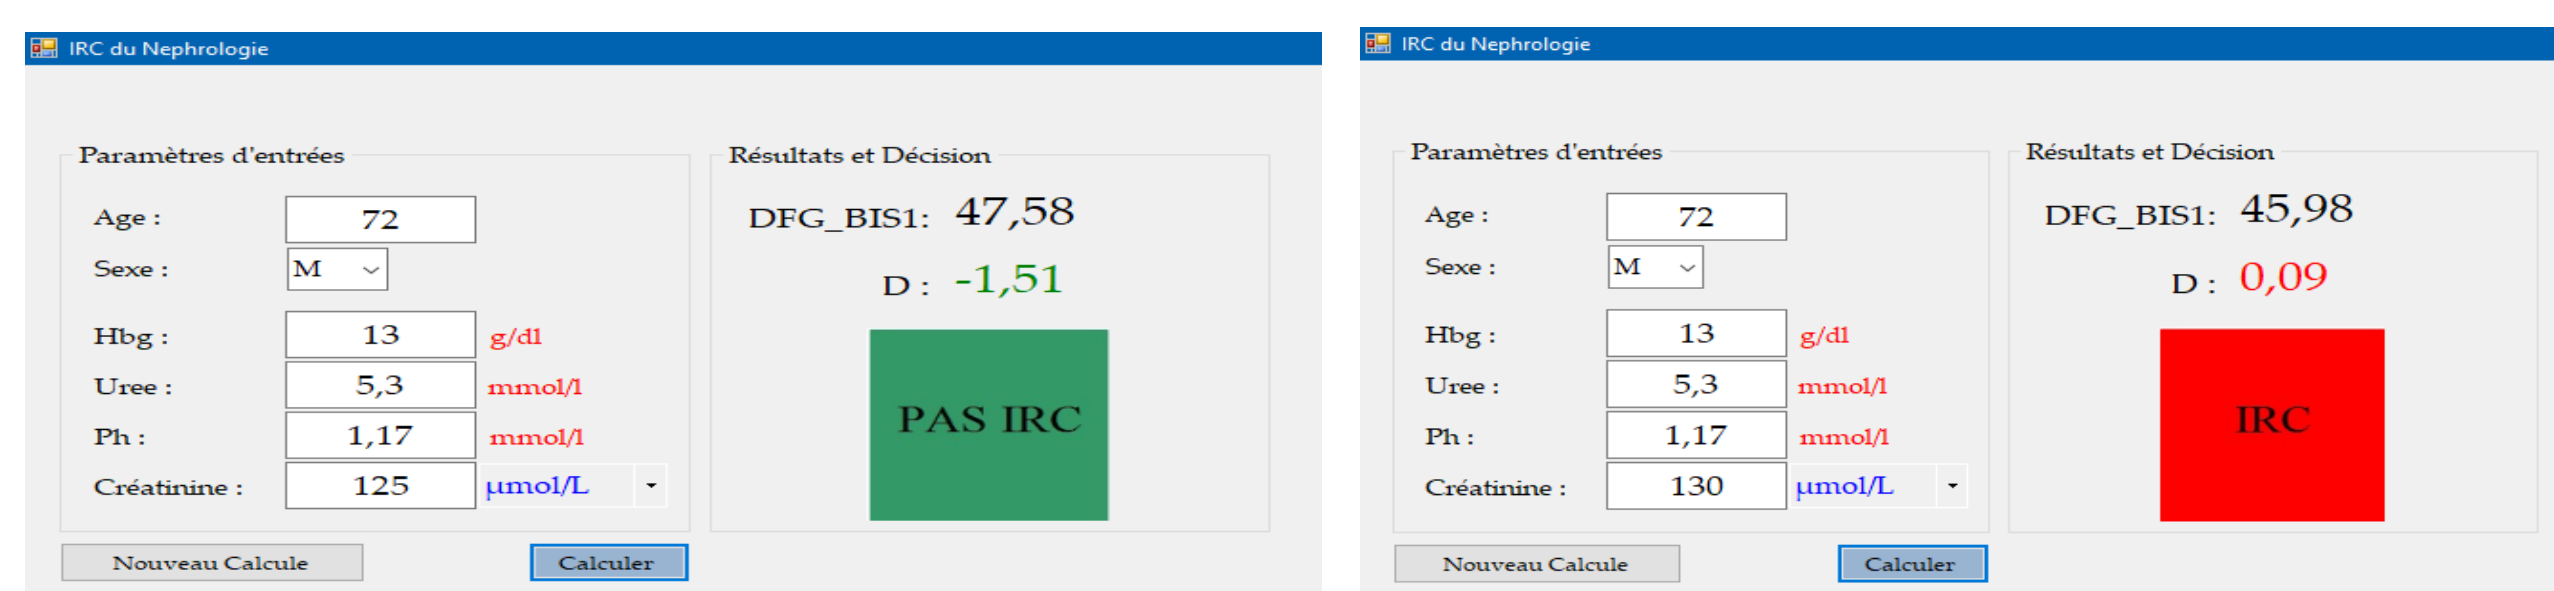 IRC du Nephrologie
Paramètres d'entrées
Age : 72
Sexe : M
Hbg : 13 g/dl
Uree : 5,3 mmol/l
Ph : 1,17 mmol/l
Créatinine : 125 µmol/L
Nouveau Calcule
Calculer
Résultats et Décision
DFG_BIS1: 47,58
D : -1,51
PAS IRC
IRC du Nephrologie
Paramètres d'entrées
Age : 72
Sexe : M
Hbg : 13 g/dl
Uree : 5,3 mmol/l
Ph : 1,17 mmol/l
Créatinine : 130 µmol/L
Nouveau Calcule
Calculer
Résultats et Décision
DFG_BIS1: 45,98
D : 0,09
IRC